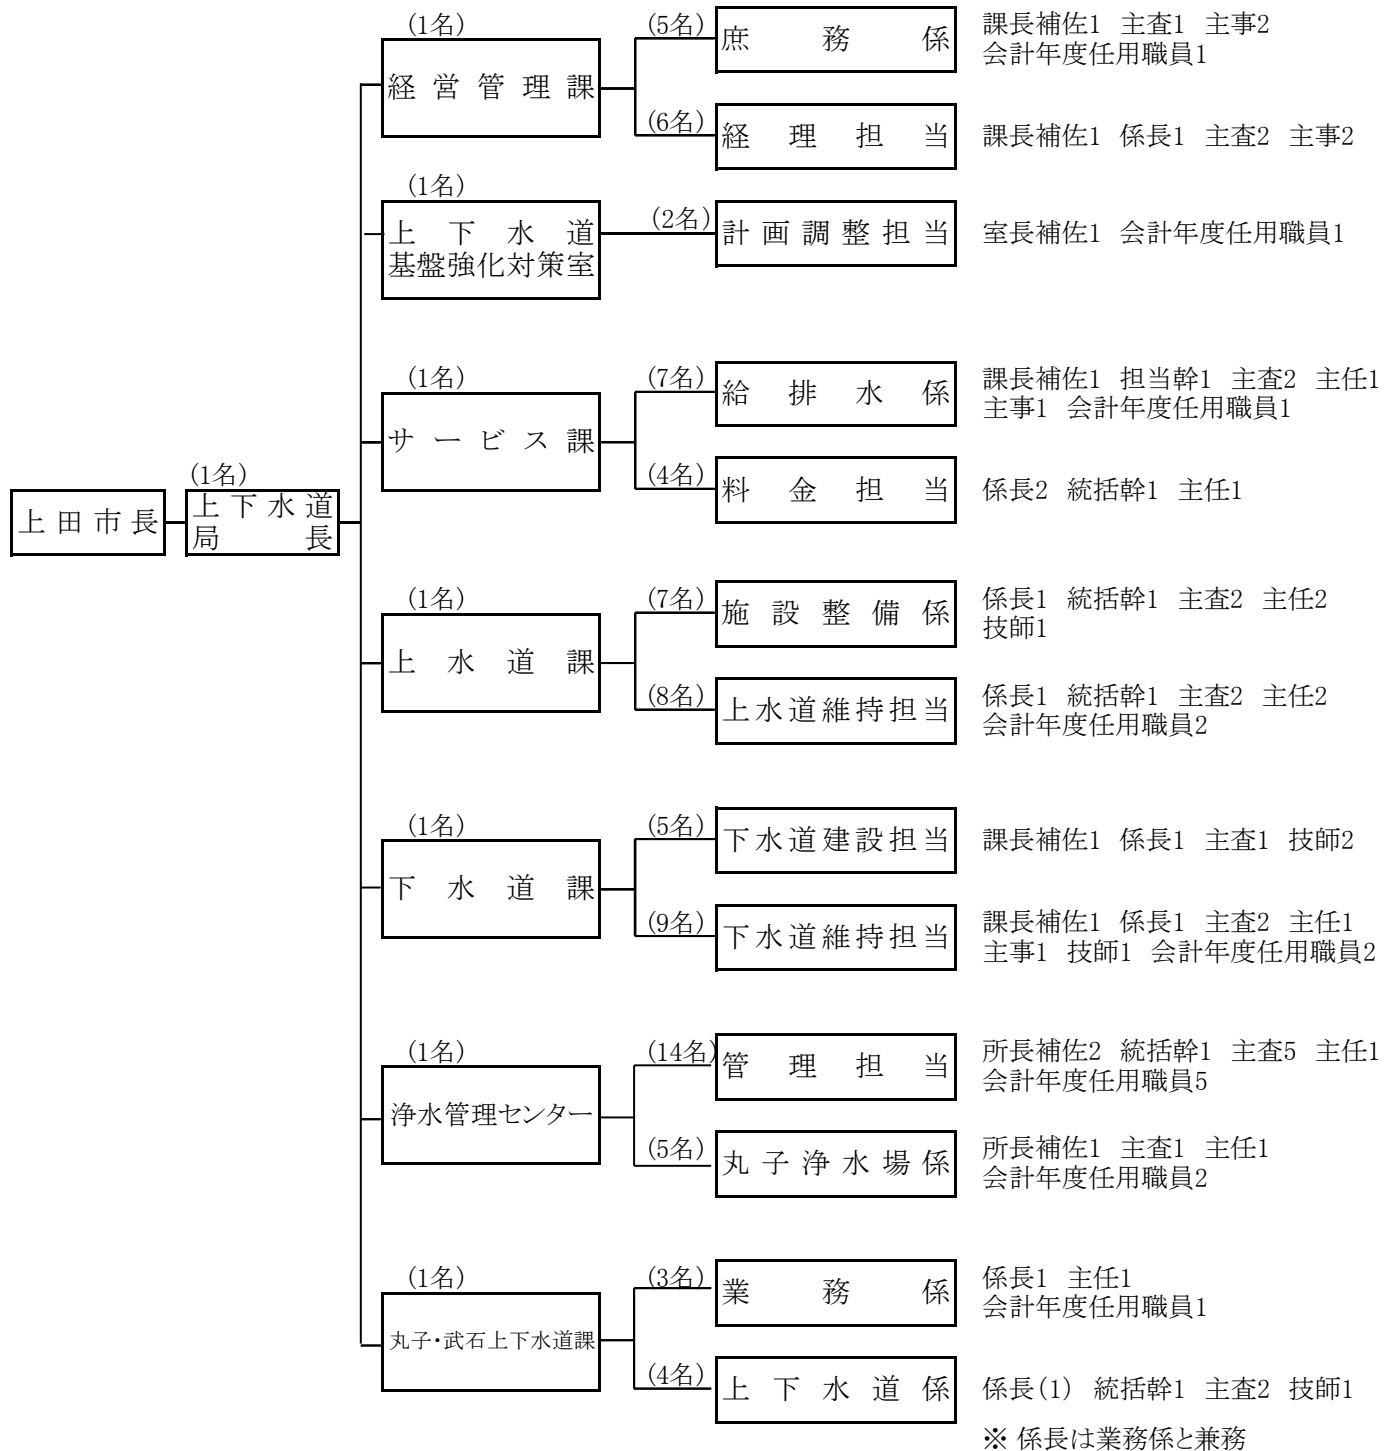 (1名)
経営管理課
(5名)
庶務係
課長補佐1 主査1 主事2
会計年度任用職員1
(6名)
経理担当
課長補佐1 係長1 主査2 主事2
(1名)
上下水道
基盤強化対策室
(2名)
計画調整担当
室長補佐1 会計年度任用職員1
(1名)
サービス課
(7名)
給排水係
課長補佐1 担当幹1 主査2 主任1
主事1 会計年度任用職員1
(4名)
料金担当
係長2 統括幹1 主任1
上田市長
(1名)
上下水道
局長
(1名)
上水道課
(7名)
施設整備係
係長1 統括幹1 主査2 主任2
技師1
(8名)
上水道維持担当
係長1 統括幹1 主査2 主任2
会計年度任用職員2
(1名)
下水道課
(5名)
下水道建設担当
課長補佐1 係長1 主査1 技師2
(9名)
下水道維持担当
課長補佐1 係長1 主査2 主任1
主事1 技師1 会計年度任用職員2
(1名)
浄水管理センター
(14名)
管理担当
所長補佐2 統括幹1 主査5 主任1
会計年度任用職員5
(5名)
丸子浄水場係
所長補佐1 主査1 主任1
会計年度任用職員2
(1名)
丸子・武石上下水道課
(3名)
業務係
係長1 主任1
会計年度任用職員1
(4名)
上下水道係
係長(1) 統括幹1 主査2 技師1
※ 係長は業務係と兼務